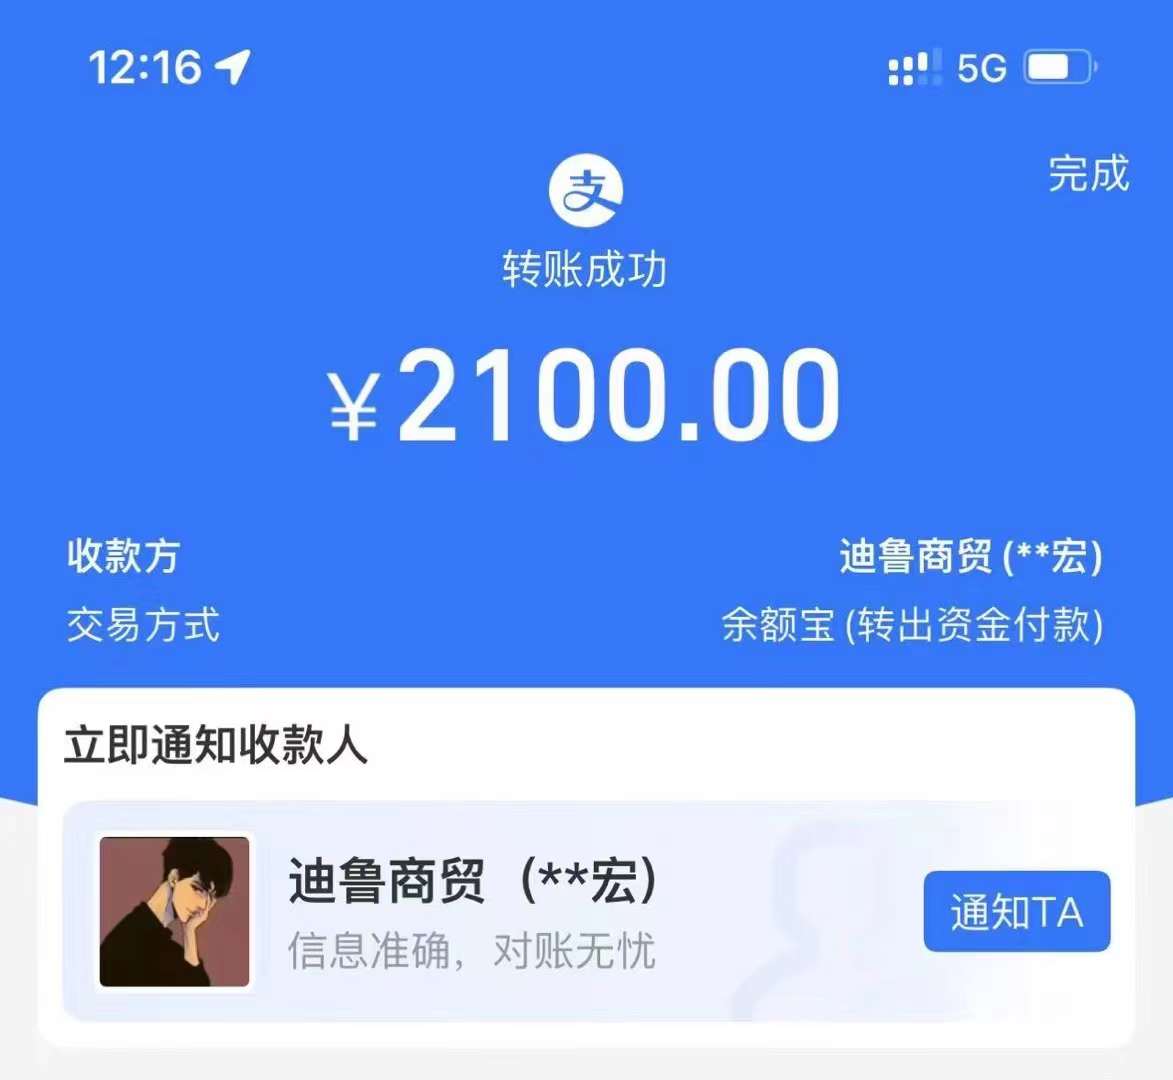 12:16 5G
完成
支
转账成功
¥2100.00
收款方 迪鲁商贸(**宏)
交易方式 余额宝(转出资金付款)
立即通知收款人
迪鲁商贸 (**宏)
信息准确，对账无忧
通知TA